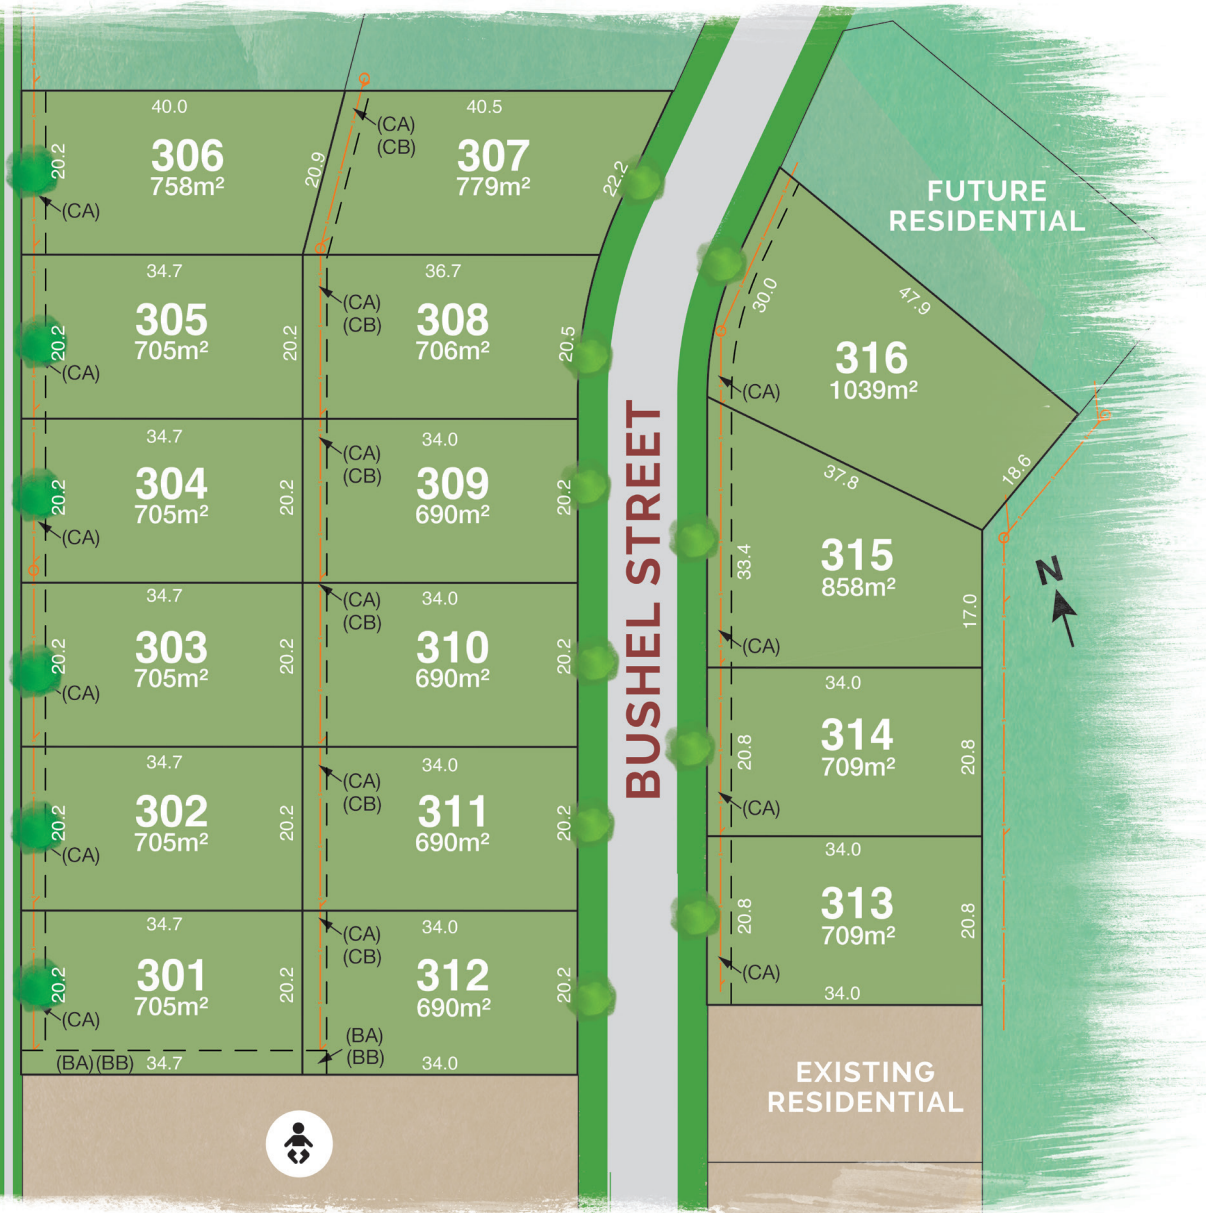 40.0
306
758m²
20.2
20.9
(CA)
40.5
307
779m²
(CA)
(CB)
22.2
34.7
305
705m²
20.2
20.2
(CA)
36.7
308
706m²
(CA)
(CB)
20.5
34.7
304
705m²
20.2
(CA)
34.0
309
690m²
(CA)
(CB)
20.2
34.7
303
705m²
20.2
20.2
(CA)
34.0
310
690m²
(CA)
(CB)
20.2
34.7
302
705m²
20.2
20.2
(CA)
34.0
311
690m²
(CA)
(CB)
20.2
34.7
301
705m²
20.2
20.2
(CA)
(BA)(BB) 34.7
34.0
312
690m²
(CA)
(CB)
20.2
(BA)
(BB)
34.0
BUSHEL STREET
FUTURE
RESIDENTIAL
30.0
47.9
316
1039m²
(CA)
18.6
37.8
315
858m²
33.4
17.0
(CA)
N
34.0
314
709m²
20.8
20.8
(CA)
34.0
313
709m²
20.8
20.8
(CA)
34.0
EXISTING
RESIDENTIAL